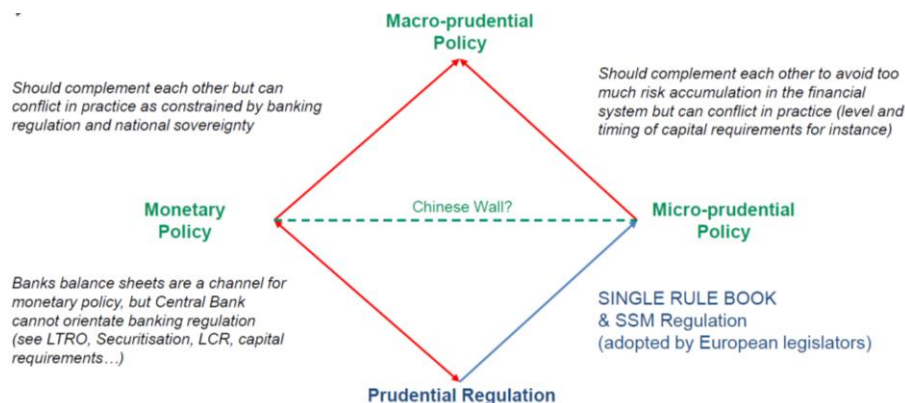 Macro-prudential
Policy
Should complement each other but can
conflict in practice as constrained by banking
regulation and national sovereignty
Should complement each other to avoid too
much risk accumulation in the financial
system but can conflict in practice (level and
timing of capital requirements for instance)
Monetary
Policy
Chinese Wall?
Micro-prudential
Policy
Banks balance sheets are a channel for
monetary policy, but Central Bank
cannot orientate banking regulation
(see LTRO, Securitisation, LCR, capital
requirements…)
SINGLE RULE BOOK
& SSM Regulation
(adopted by European legislators)
Prudential Regulation